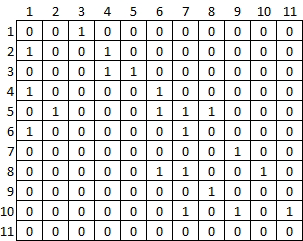 1 2 3 4 5 6 7 8 9 10 11
1 0 0 1 0 0 0 0 0 0 0 0
2 1 0 0 1 0 0 0 0 0 0 0
3 0 0 0 1 1 0 0 0 0 0 0
4 1 0 0 0 0 1 0 0 0 0 0
5 0 1 0 0 0 1 1 1 0 0 0
6 1 0 0 0 0 0 1 0 0 0 0
7 0 0 0 0 0 0 0 0 1 0 0
8 0 0 0 0 0 1 1 0 0 1 0
9 0 0 0 0 0 0 0 1 0 0 0
10 0 0 0 0 0 0 1 0 1 0 1
11 0 0 0 0 0 0 0 0 0 0 0